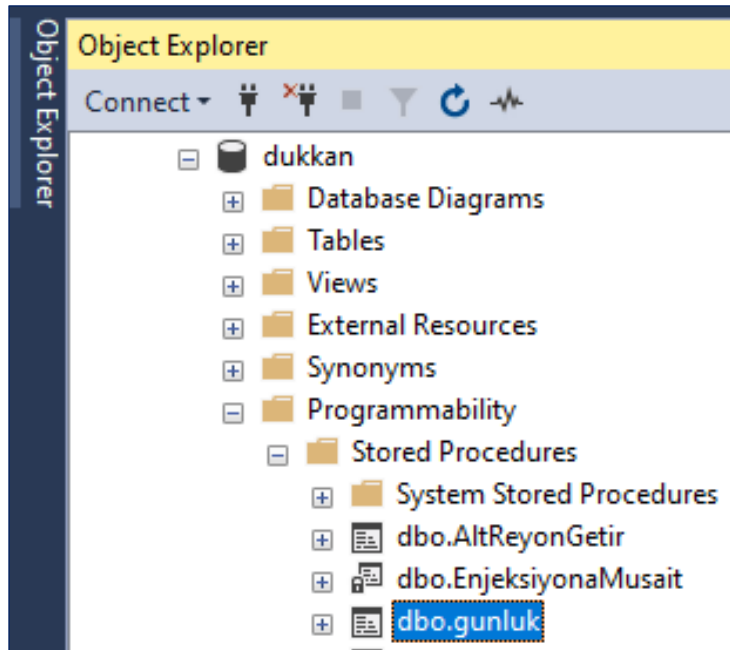 Object Explorer
Object Explorer
Connect
dukkan
Database Diagrams
Tables
Views
External Resources
Synonyms
Programmability
Stored Procedures
System Stored Procedures
dbo.AltReyonGetir
dbo.EnjeksiyonaMusait
dbo.gunluk